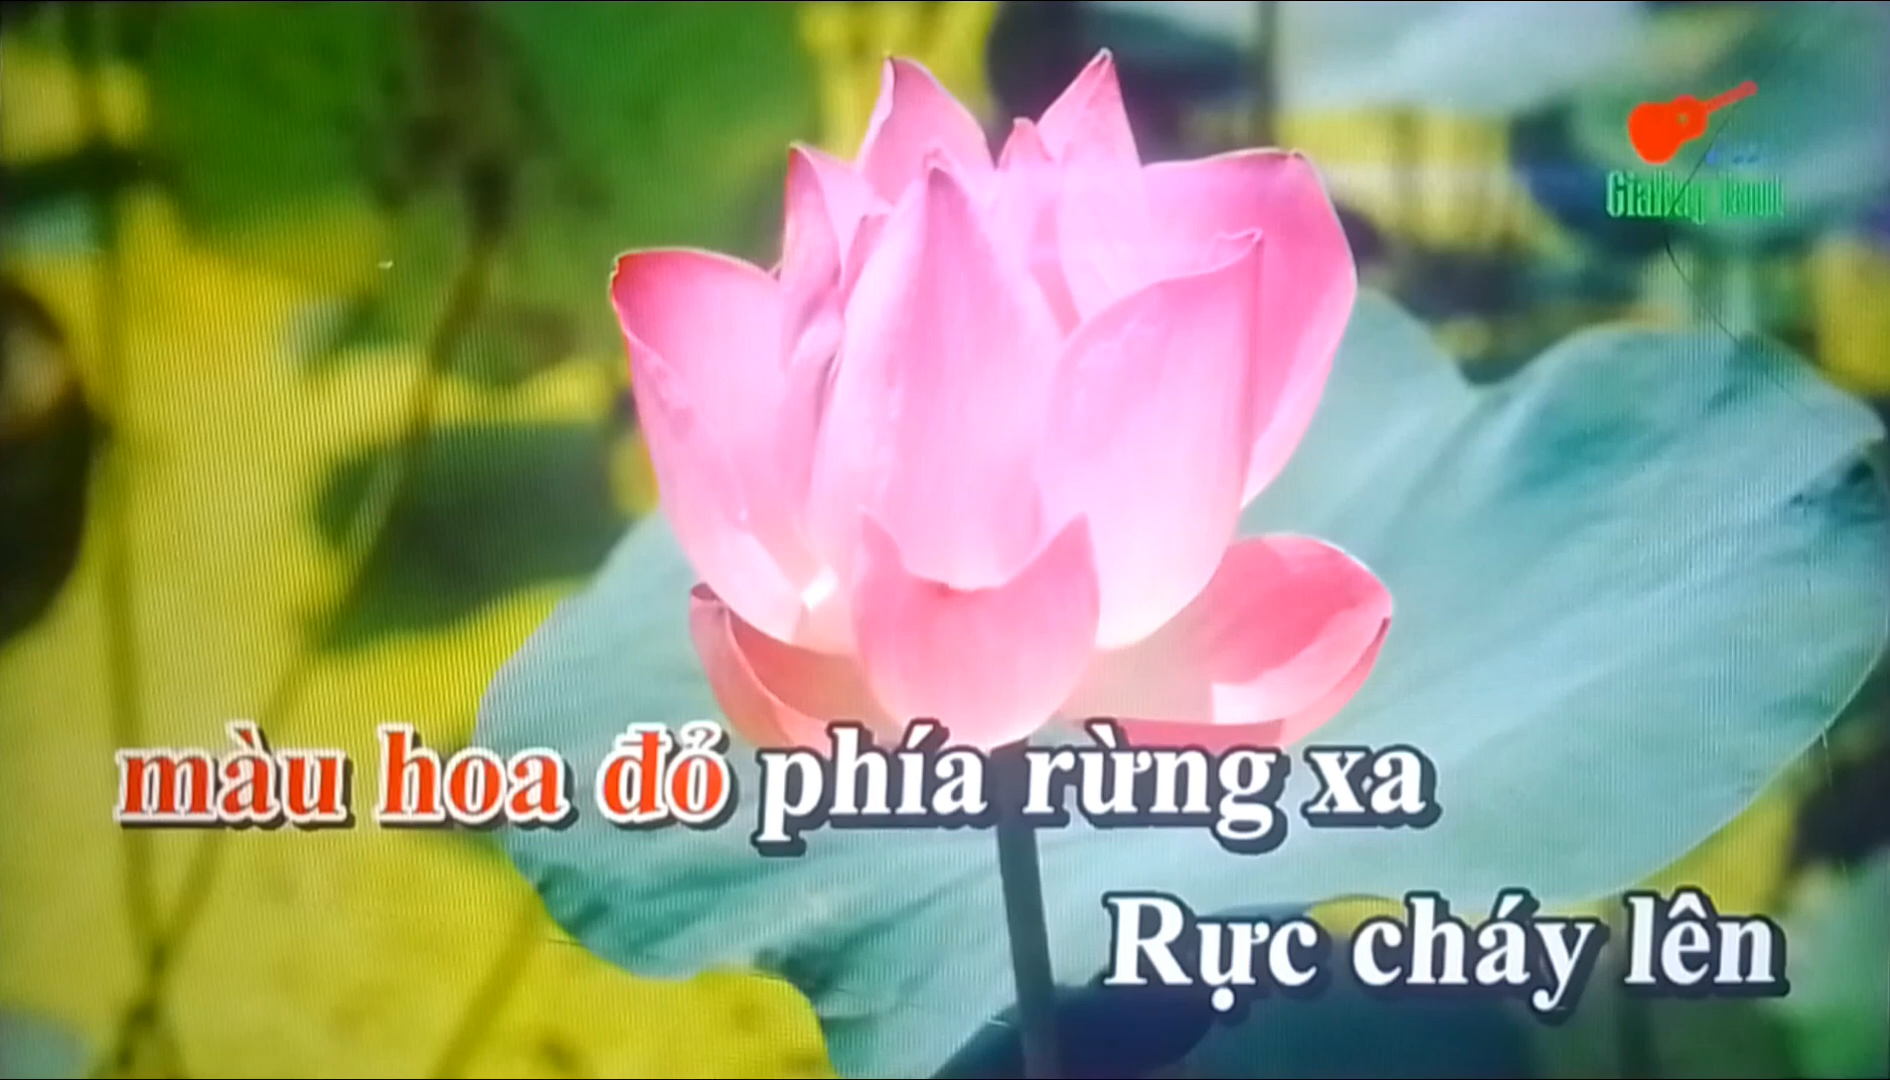 màu hoa đỏ phía rừng xa
Rực cháy lên